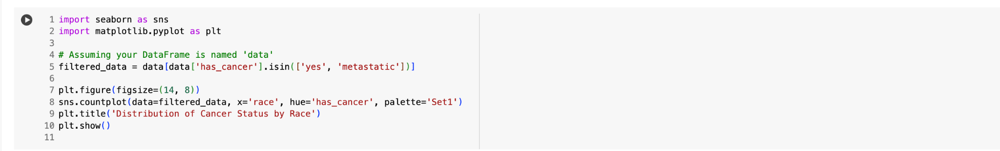 1 import seaborn as sns
2 import matplotlib.pyplot as plt
3
4 # Assuming your DataFrame is named 'data'
5 filtered_data = data[data['has_cancer'].isin(['yes', 'metastatic'])]
6
7 plt.figure(figsize=(14, 8))
8 sns.countplot(data=filtered_data, x='race', hue='has_cancer', palette='Set1')
9 plt.title('Distribution of Cancer Status by Race')
10 plt.show()
11